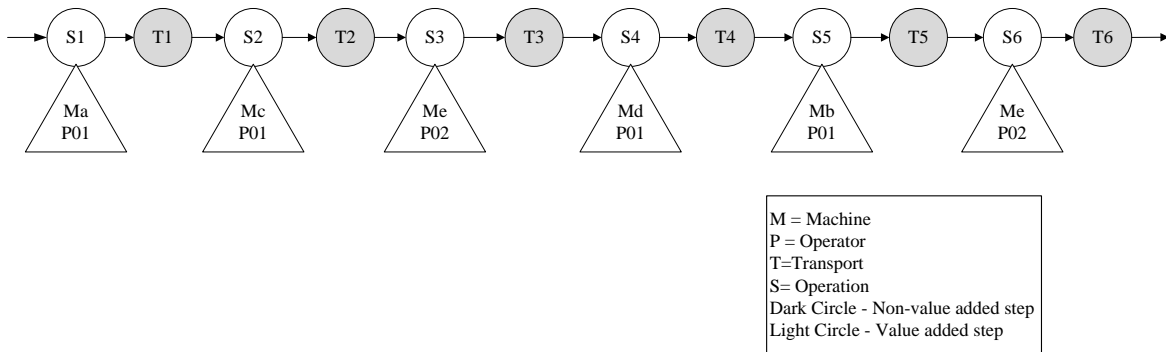 S1 T1 S2 T2 S3 T3 S4 T4 S5 T5 S6 T6
Ma Mc Me Md Mb Me
P01 P01 P02 P01 P01 P02
M = Machine
P = Operator
T=Transport
S= Operation
Dark Circle - Non-value added step
Light Circle - Value added step